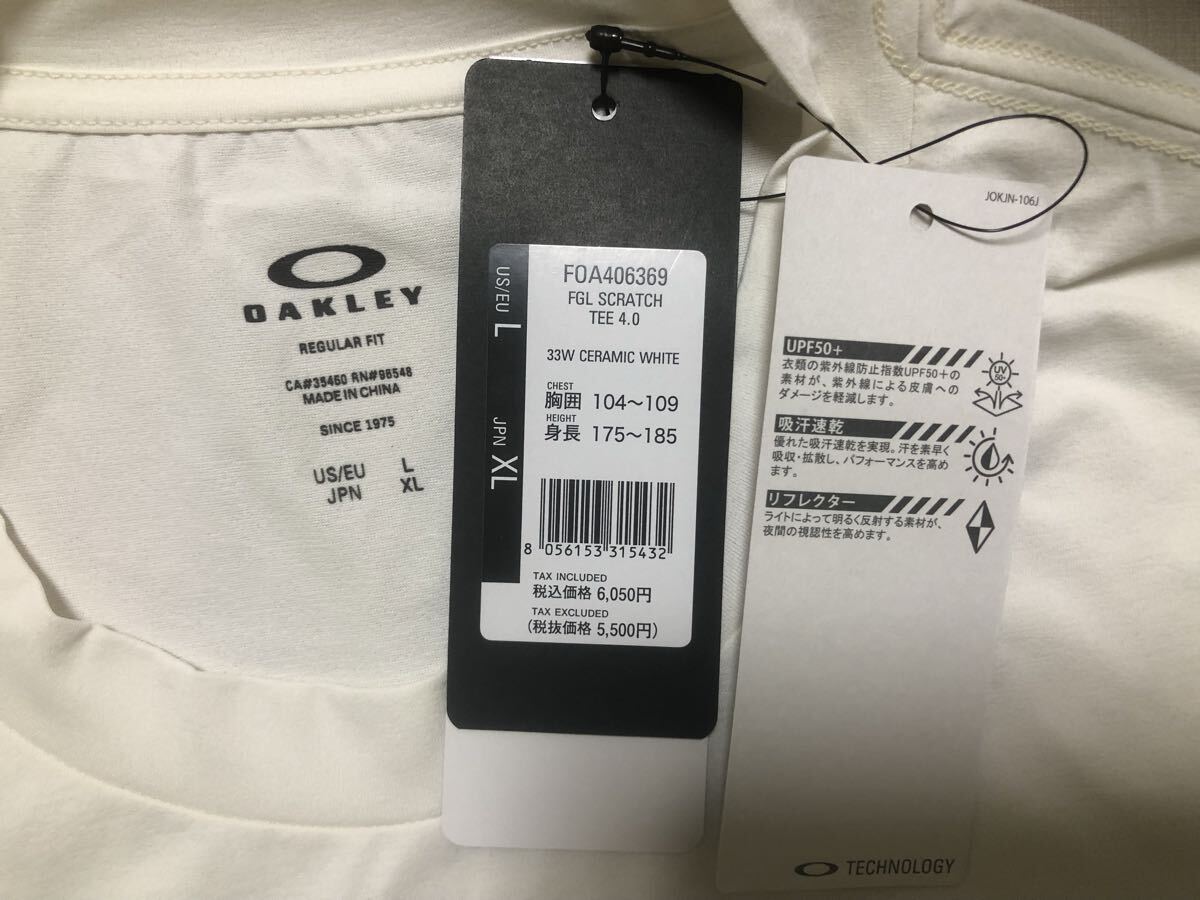 OAKLEY
REGULAR FIT
CA#35450 RN#96548
MADE IN CHINA
SINCE 1975
US/EU L
JPN XL
US/EU L
JPN XL
FOA406369
FGL SCRATCH
TEE 4.0
33W CERAMIC WHITE
CHEST
胸囲 104〜109
HEIGHT
身長 175〜185
8 056153 315432
TAX INCLUDED
税込価格 6,050円
TAX EXCLUDED
(税抜価格 5,500円)
JOKJN-106J
UPF50+
衣類の紫外線防止指数UPF50+の
素材が、紫外線による皮膚への
ダメージを軽減します。
UV
50+
吸汗速乾
優れた吸汗速乾を実現。汗を素早く
吸収・拡散し、パフォーマンスを高め
ます。
リフレクター
ライトによって明るく反射する素材が、
夜間の視認性を高めます。
TECHNOLOGY